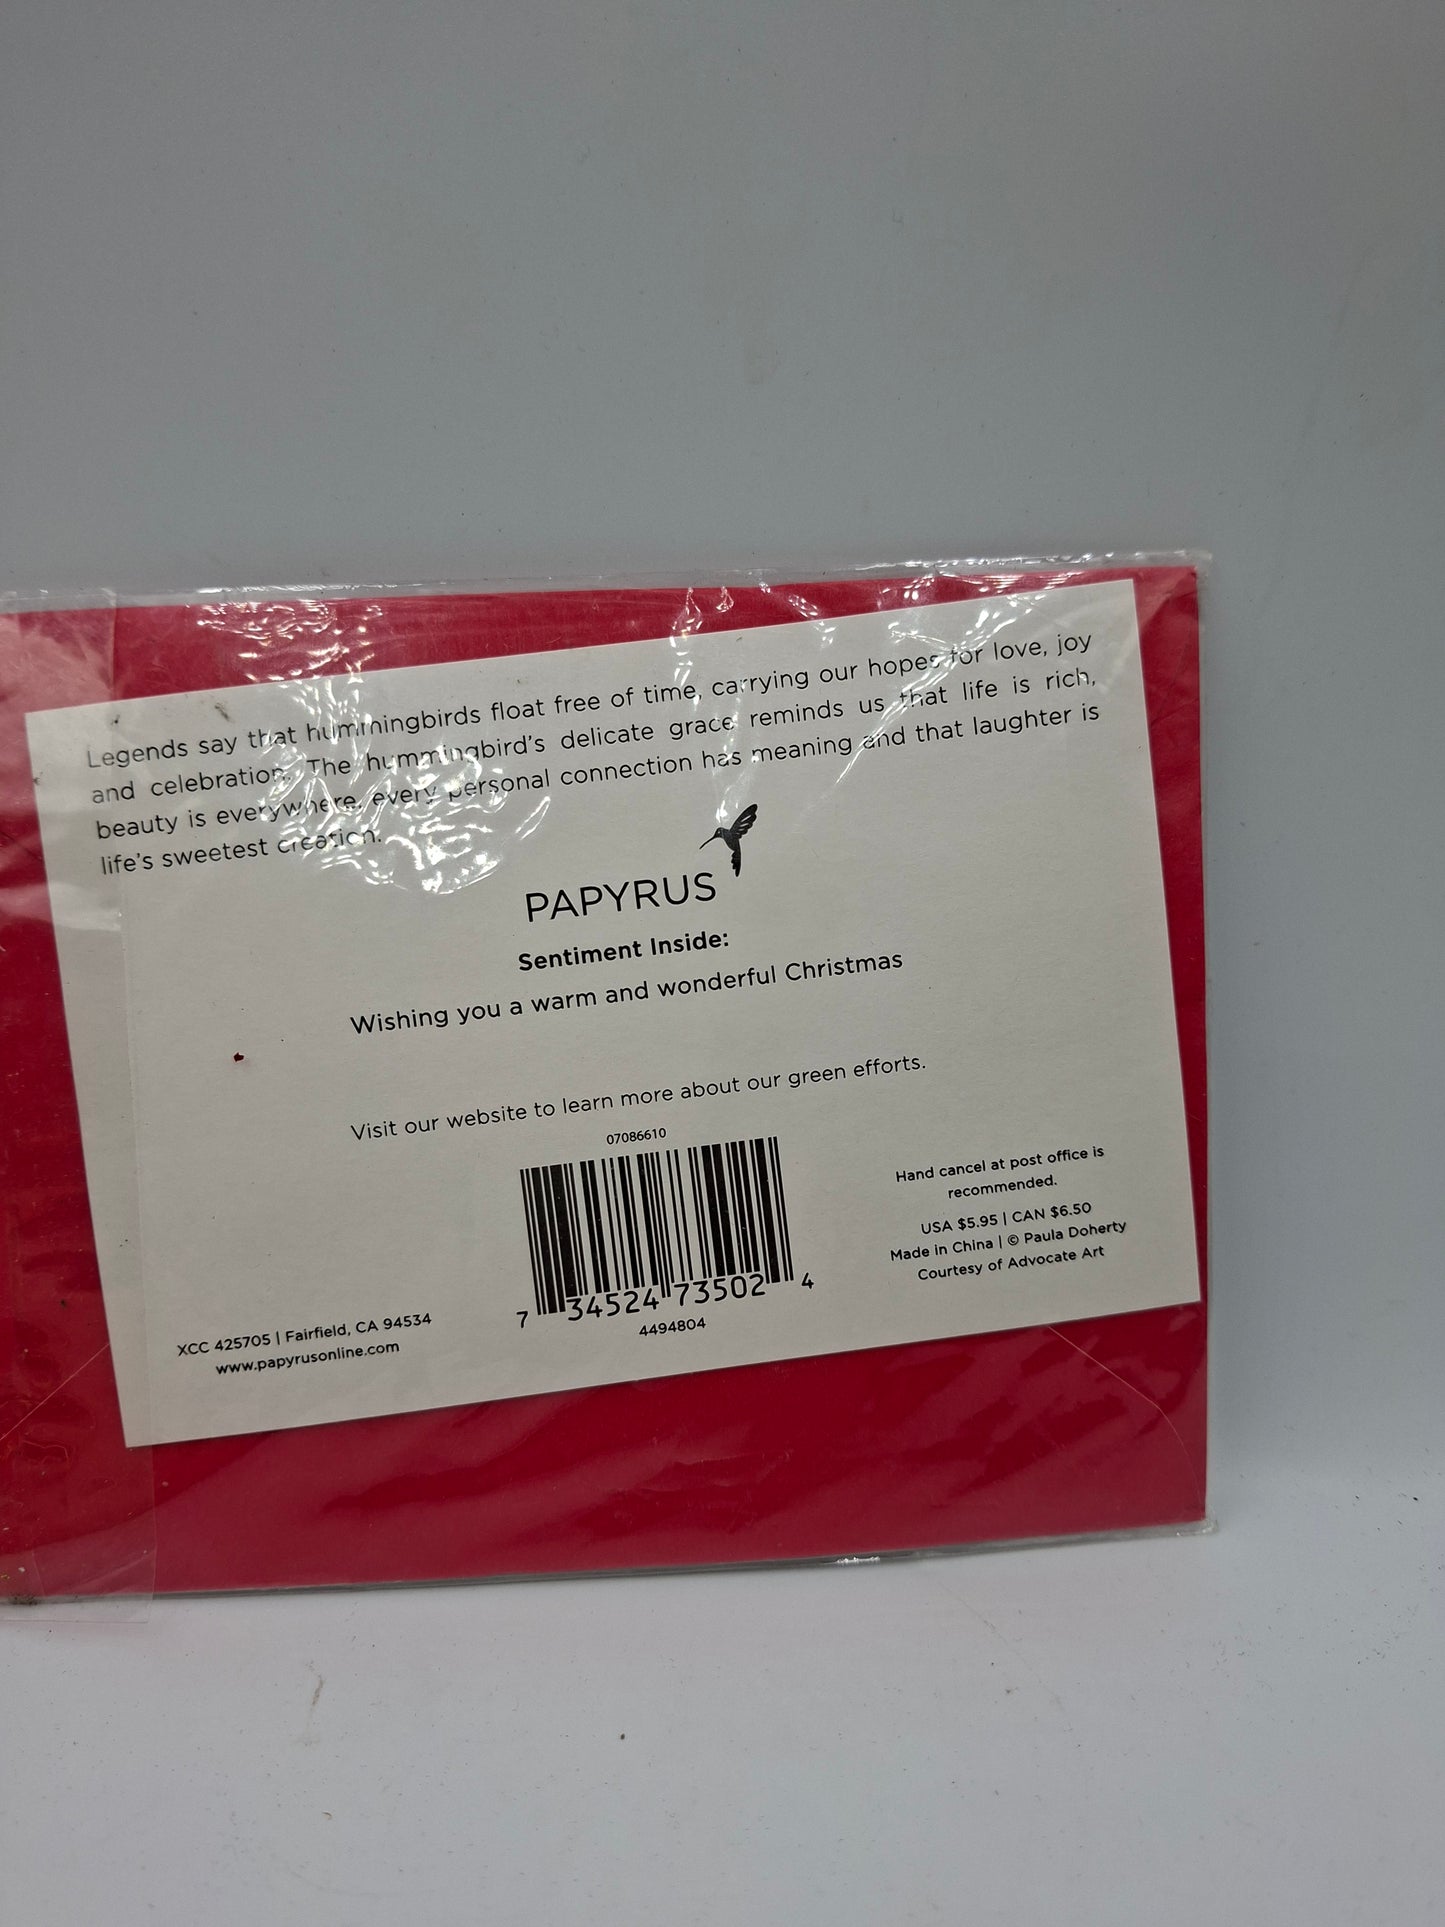 Legends say that hummingbirds float free of time, carrying our hopes for love, joy
and celebration. The hummingbird's delicate grace reminds us that life is rich,
beauty is everywhere, every personal connection has meaning and that laughter is
life's sweetest creation.
PAPYRUS
Sentiment Inside:
Wishing you a warm and wonderful Christmas
Visit our website to learn more about our green efforts.
07086610
7 34524 73502 4
4494804
Hand cancel at post office is
recommended.
USA $5.95 | CAN $6.50
Made in China | © Paula Doherty
Courtesy of Advocate Art
XCC 425705 | Fairfield, CA 94534
www.papyrusonline.com